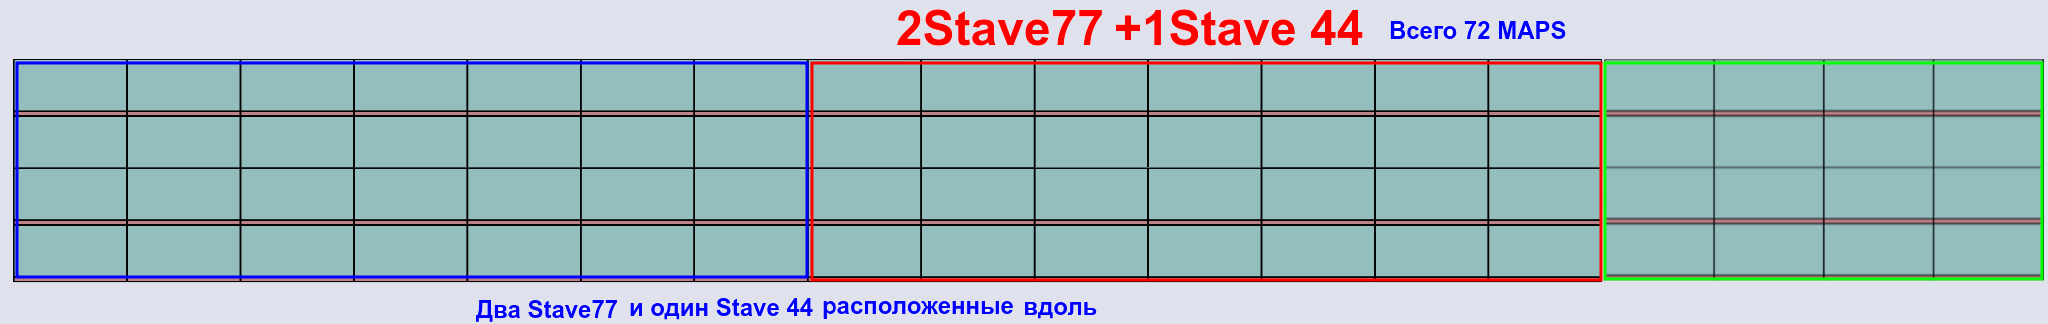 2Stave77 +1Stave 44 Всего 72 MAPS
Два Stave77 и один Stave 44 расположенные вдоль